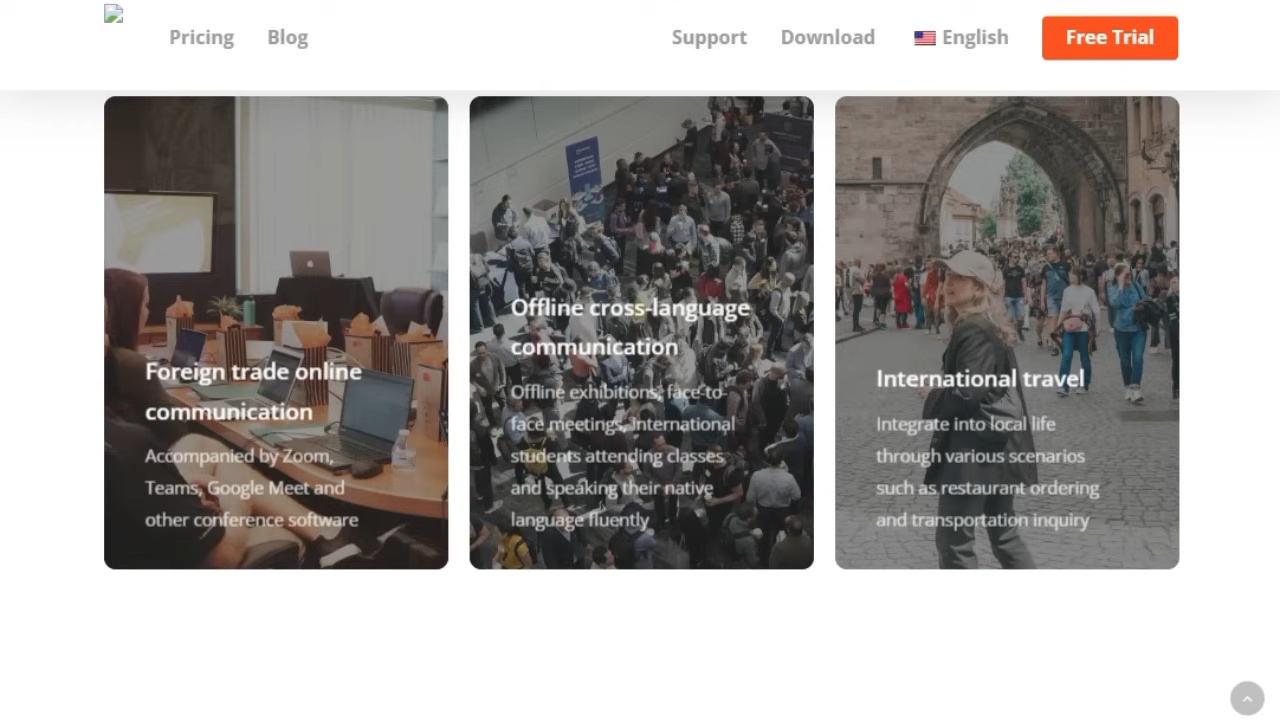 Pricing Blog Support Download English Free Trial
Foreign trade online
communication
Accompanied by Zoom,
Teams, Google Meet and
other conference software
Offline cross-language
communication
Offline exhibitions, face-to-
face meetings, international
students attending classes
and speaking their native
language fluently
International travel
Integrate into local life
through various scenarios
such as restaurant ordering
and transportation inquiry